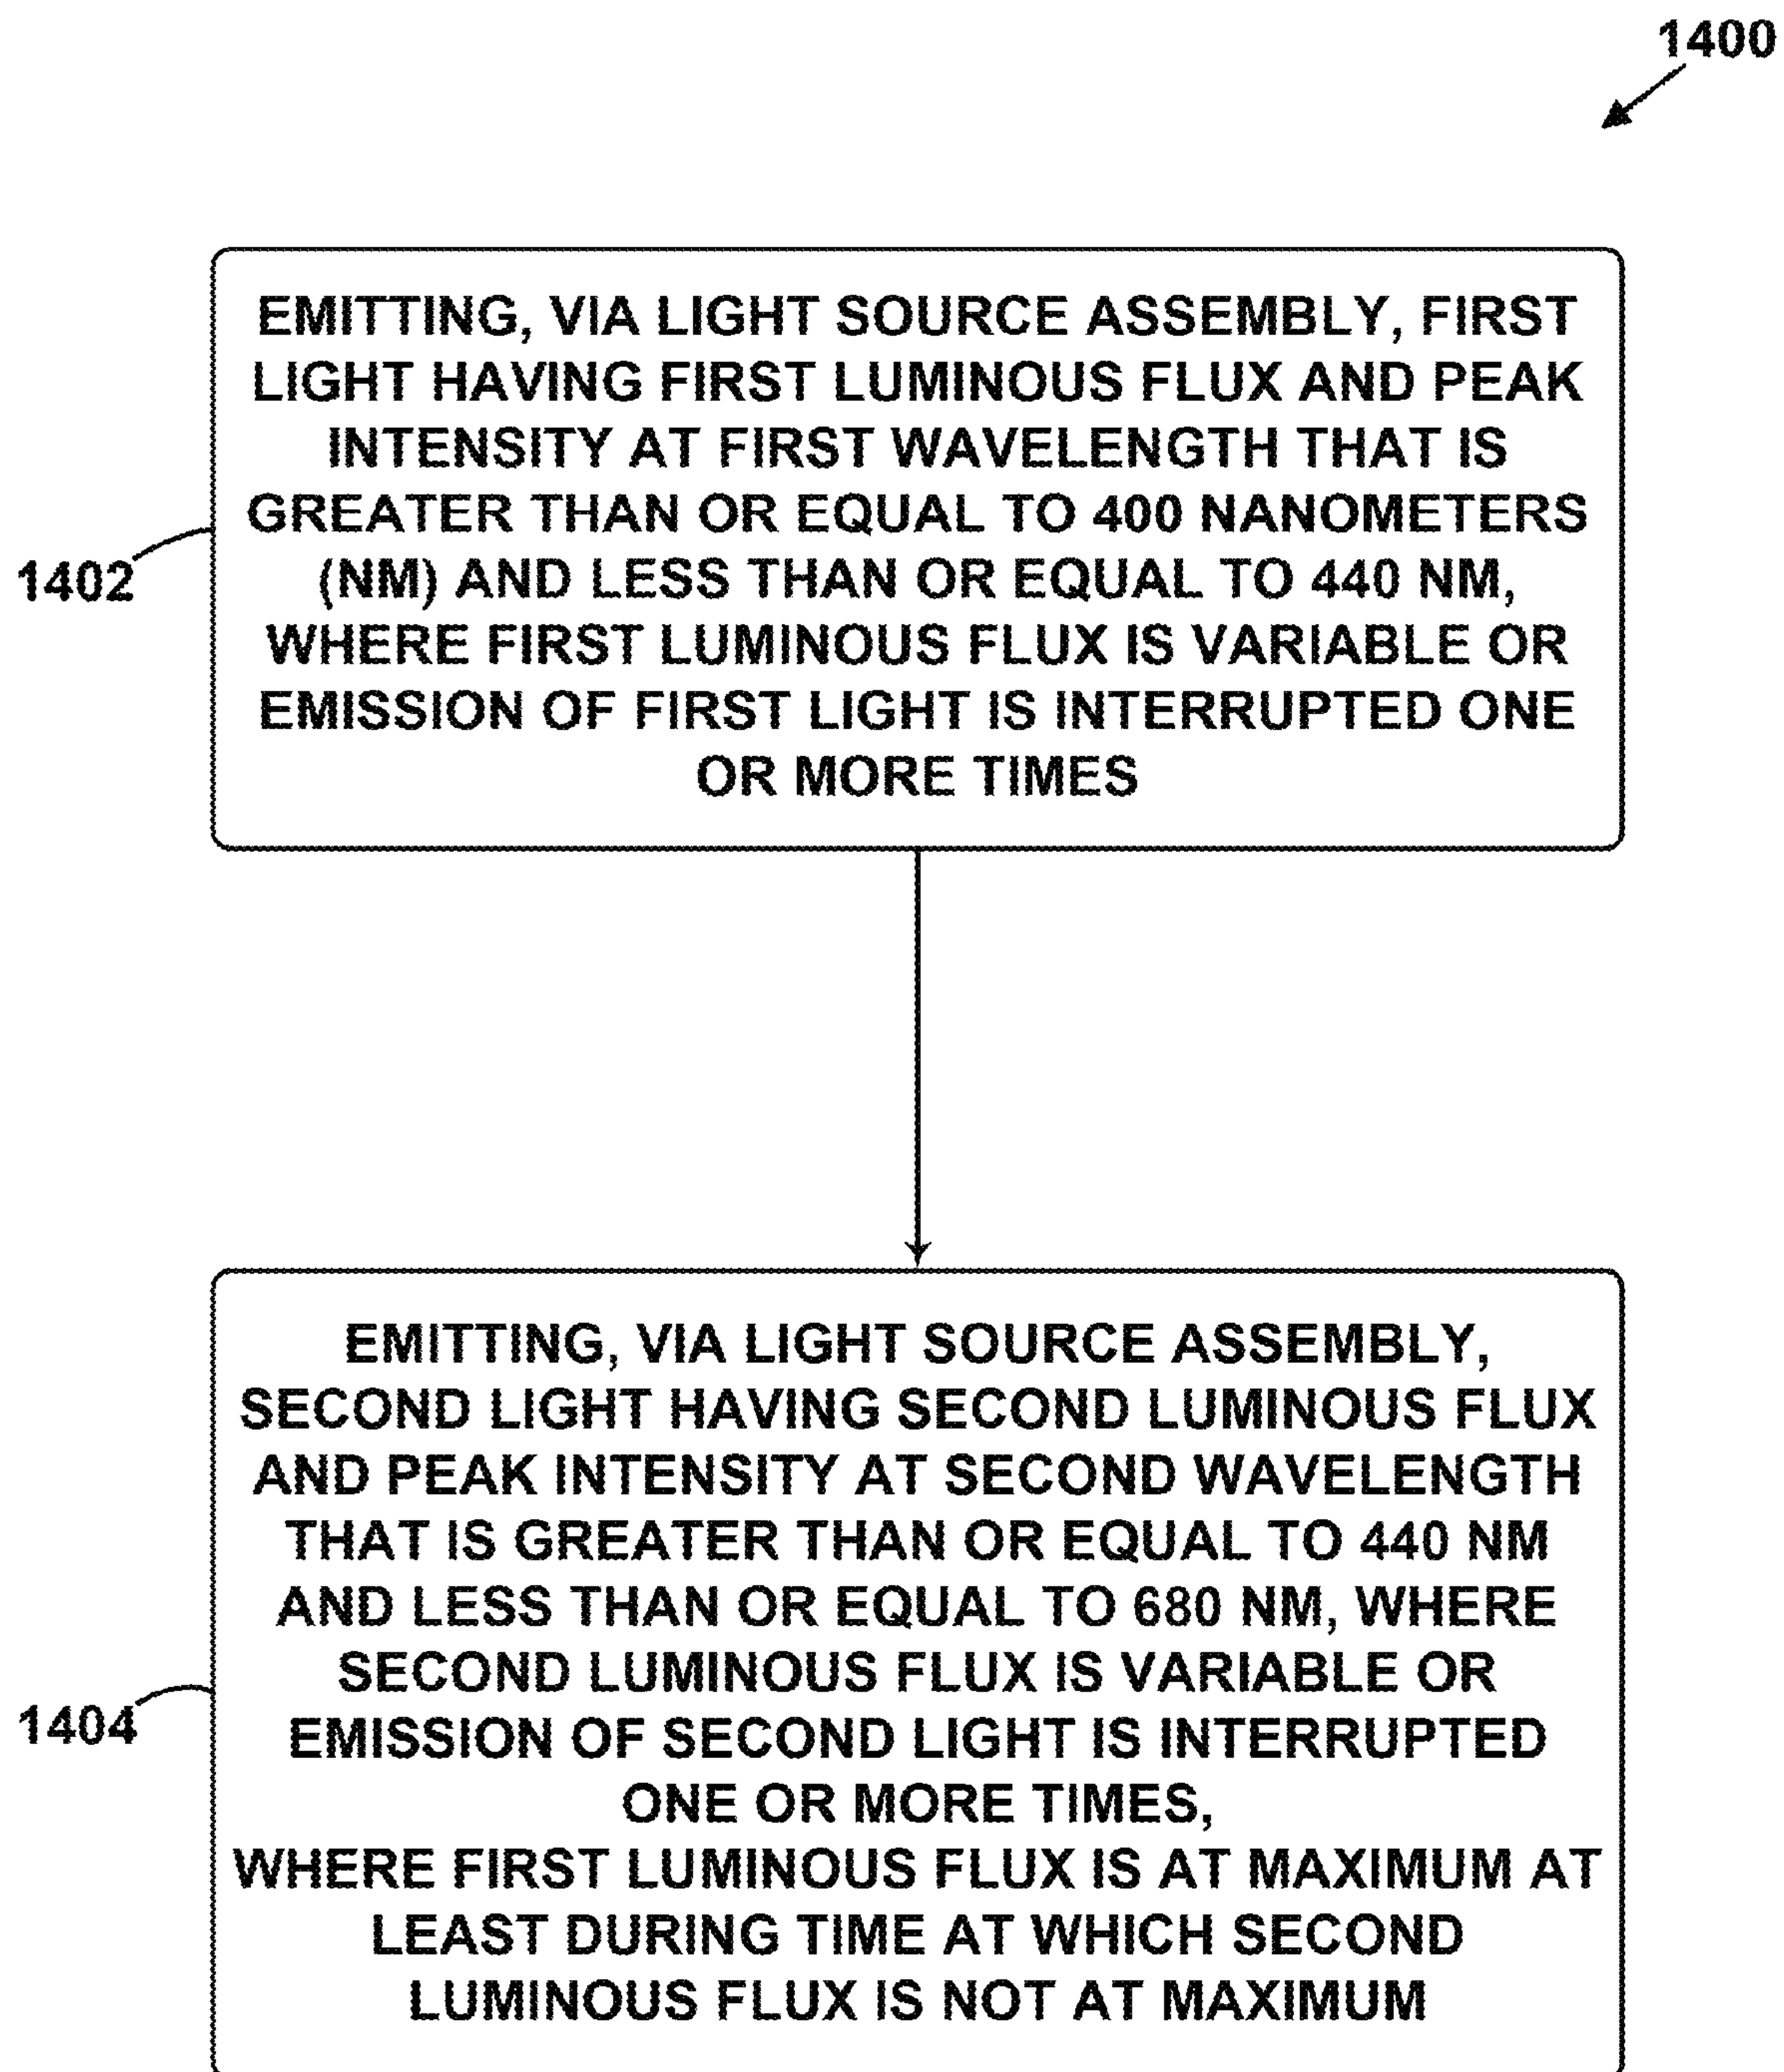 1400
EMITTING, VIA LIGHT SOURCE ASSEMBLY, FIRST
LIGHT HAVING FIRST LUMINOUS FLUX AND PEAK
INTENSITY AT FIRST WAVELENGTH THAT IS
GREATER THAN OR EQUAL TO 400 NANOMETERS
(NM) AND LESS THAN OR EQUAL TO 440 NM,
WHERE FIRST LUMINOUS FLUX IS VARIABLE OR
EMISSION OF FIRST LIGHT IS INTERRUPTED ONE
OR MORE TIMES
1402
EMITTING, VIA LIGHT SOURCE ASSEMBLY,
SECOND LIGHT HAVING SECOND LUMINOUS FLUX
AND PEAK INTENSITY AT SECOND WAVELENGTH
THAT IS GREATER THAN OR EQUAL TO 440 NM
AND LESS THAN OR EQUAL TO 680 NM, WHERE
SECOND LUMINOUS FLUX IS VARIABLE OR
EMISSION OF SECOND LIGHT IS INTERRUPTED
ONE OR MORE TIMES,
WHERE FIRST LUMINOUS FLUX IS AT MAXIMUM AT
LEAST DURING TIME AT WHICH SECOND
LUMINOUS FLUX IS NOT AT MAXIMUM
1404